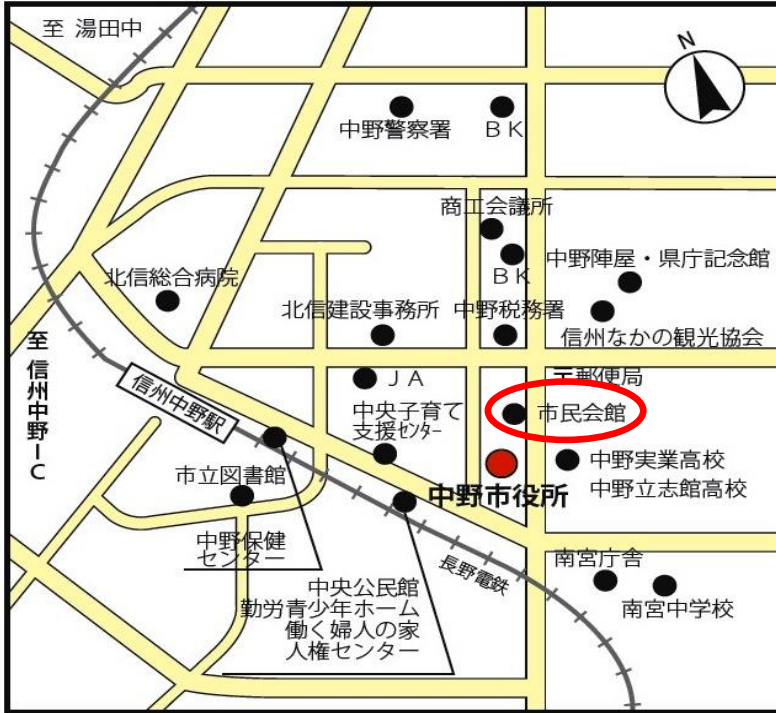 至 湯田中
N
中野警察署
BK
商工会議所
BK
中野陣屋・県庁記念館
北信総合病院
北信建設事務所
中野税務署
信州なかの観光協会
至 信州中野IC
信州中野駅
JA
〒郵便局
中央子育て
支援センター
市民会館
市立図書館
中野市役所
中野実業高校
中野立志館高校
中野保健
センター
長野電鉄
南宮庁舎
南宮中学校
中央公民館
勤労青少年ホーム
働く婦人の家
人権センター